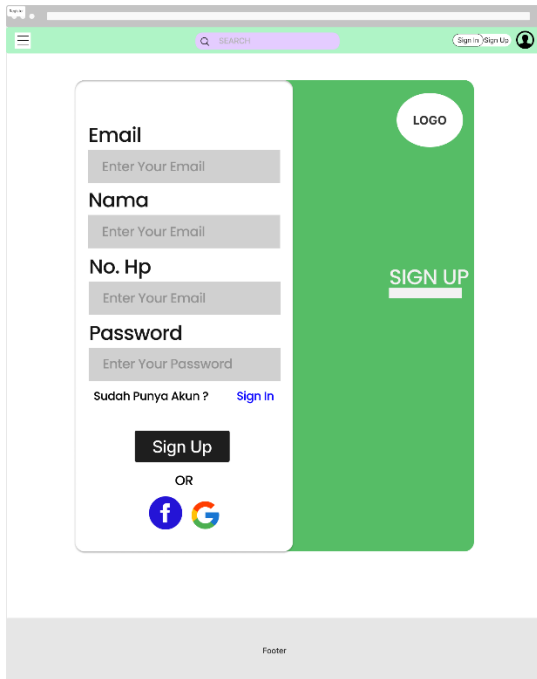 SEARCH
Sign In Sign Up
LOGO
Email
Enter Your Email
Nama
Enter Your Email
No. Hp
Enter Your Email
Password
Enter Your Password
Sudah Punya Akun ? Sign In
Sign Up
OR
SIGN UP
Footer